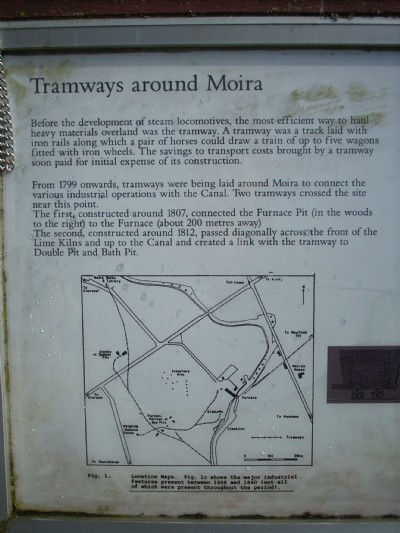 Tramways around Moira
Before the development of steam locomotives, the most efficient way to haul
heavy materials overland was the tramway. A tramway was a track laid with
iron rails along which a pair of horses could draw a train of up to five wagons
fitted with iron wheels. The savings to transport costs brought by a tramway
soon paid for initial expense of its construction.
From 1799 onwards, tramways were being laid around Moira to connect the
various industrial operations with the Canal. Two tramways crossed the site
near this point.
The first, constructed around 1807, connected the Furnace Pit (in the woods
to the right) to the Furnace (about 200 metres away)
The second, constructed around 1812, passed diagonally across the front of the
Lime Kilns and up to the Canal and created a link with the tramway to
Double Pit and Bath Pit.
Furnace
Tramways
Fig. 1. Location Maps. Fig. 1c shows the major industrial
features present between 1806 and 1840 (not all
of which were present throughout the period).